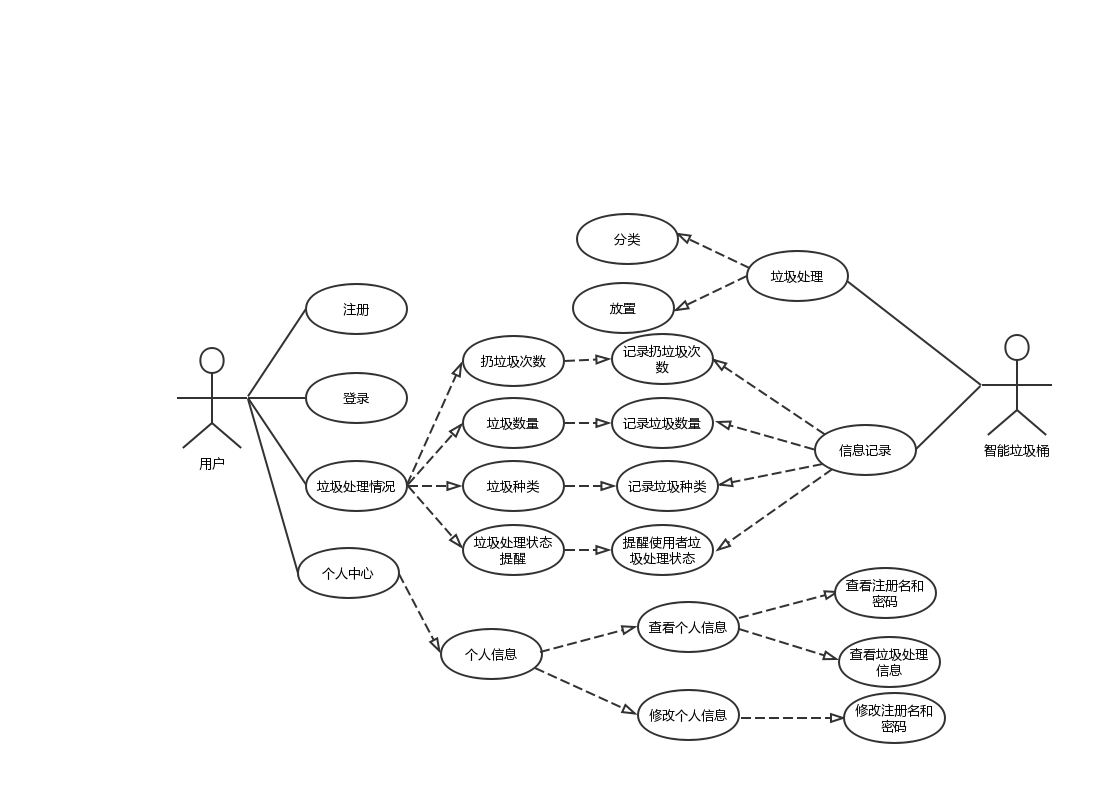 分类
垃圾处理
放置
注册
扔垃圾次数
记录扔垃圾次
数
登录
垃圾数量
记录垃圾数量
信息记录
智能垃圾桶
用户
垃圾处理情况
垃圾种类
记录垃圾种类
垃圾处理状态
提醒
提醒使用者垃
圾处理状态
个人中心
查看注册名和
密码
查看个人信息
个人信息
查看垃圾处理
信息
修改个人信息
修改注册名和
密码